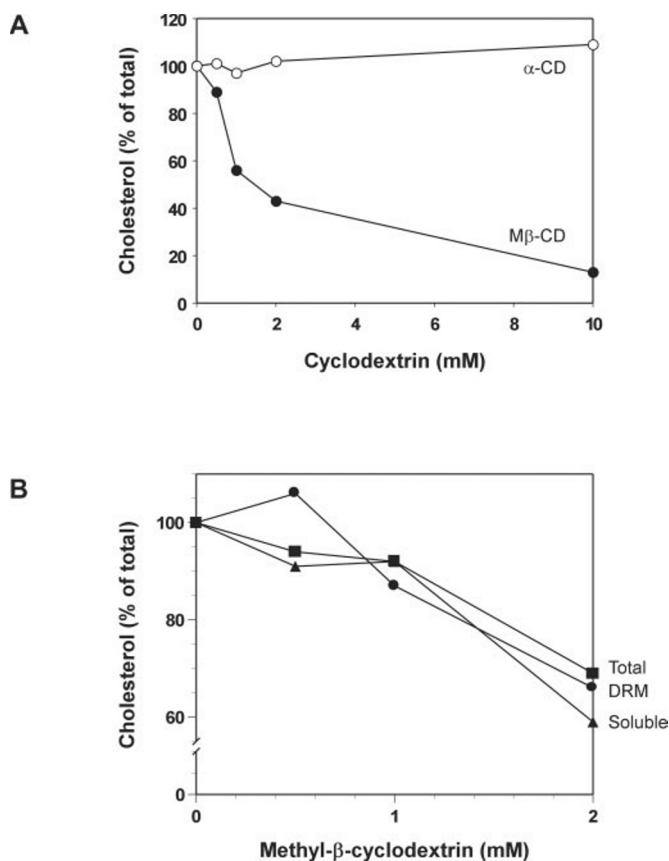 A
120
100
80
60
40
20
0
Cholesterol (% of total)
α-CD
Mβ-CD
0 2 4 6 8 10
Cyclodextrin (mM)
B
100
80
60
0
Cholesterol (% of total)
Total
DRM
Soluble
0 1 2
Methyl-β-cyclodextrin (mM)